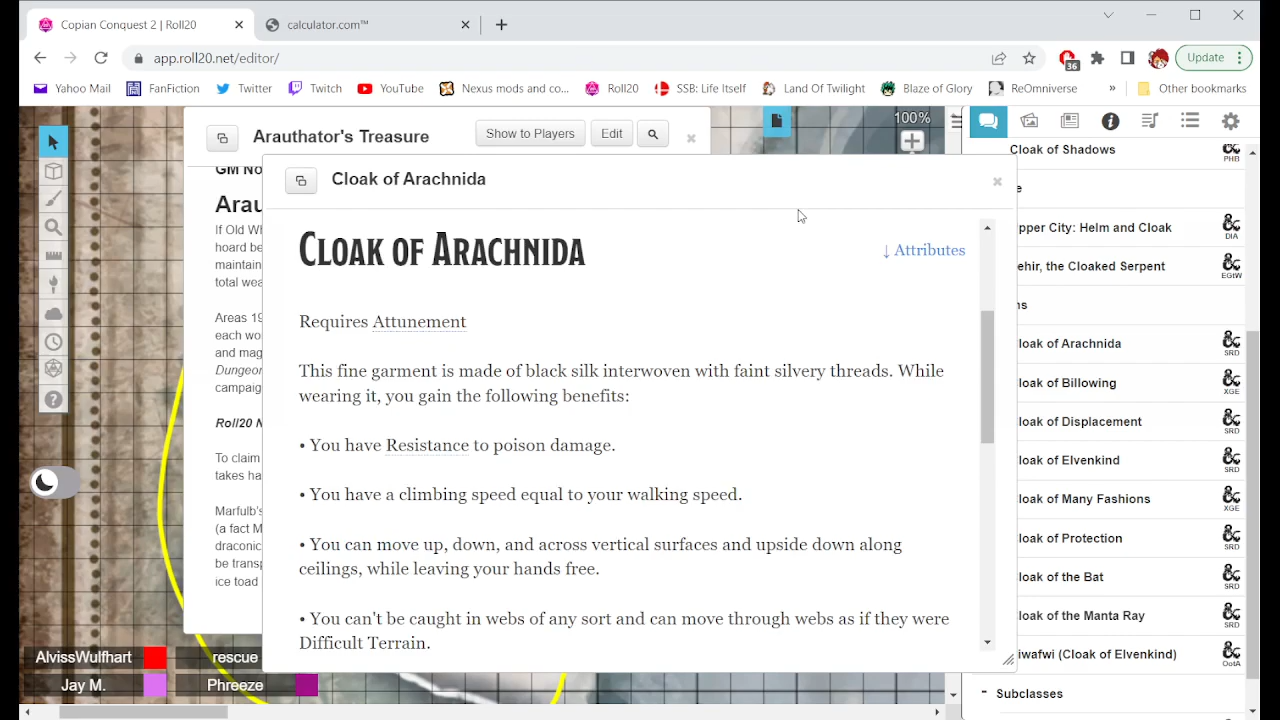 Copian Conquest 2 | Roll20
calculator.com™
app.roll20.net/editor/
36
Update
Yahoo Mail
FanFiction
Twitter
Twitch
YouTube
Nexus mods and co...
Roll20
SSB: Life Itself
Land Of Twilight
Blaze of Glory
ReOmniverse
»
Other bookmarks
Arauthator's Treasure
Show to Players
Edit
100%
GM No
Arau
If Old Wh
hoard be
maintain
total wea
Areas 19
each wo
and mag
Dungeon
campaig
Roll20 N
To claim
takes ha
Marfulb's
(a fact M
draconic
be transp
ice toad
Cloak of Arachnida
CLOAK OF ARACHNIDA
↓ Attributes
Requires Attunement
This fine garment is made of black silk interwoven with faint silvery threads. While
wearing it, you gain the following benefits:
• You have Resistance to poison damage.
• You have a climbing speed equal to your walking speed.
• You can move up, down, and across vertical surfaces and upside down along
ceilings, while leaving your hands free.
• You can't be caught in webs of any sort and can move through webs as if they were
Difficult Terrain.
Cloak of Shadows
PHB
e
pper City: Helm and Cloak
DIA
ehir, the Cloaked Serpent
EGtW
ns
loak of Arachnida
SRD
loak of Billowing
XGE
loak of Displacement
SRD
loak of Elvenkind
SRD
loak of Many Fashions
XGE
loak of Protection
SRD
loak of the Bat
SRD
loak of the Manta Ray
SRD
iwafwi (Cloak of Elvenkind)
OotA
Subclasses
AlvissWulfhart
rescue
Jay M.
Phreeze